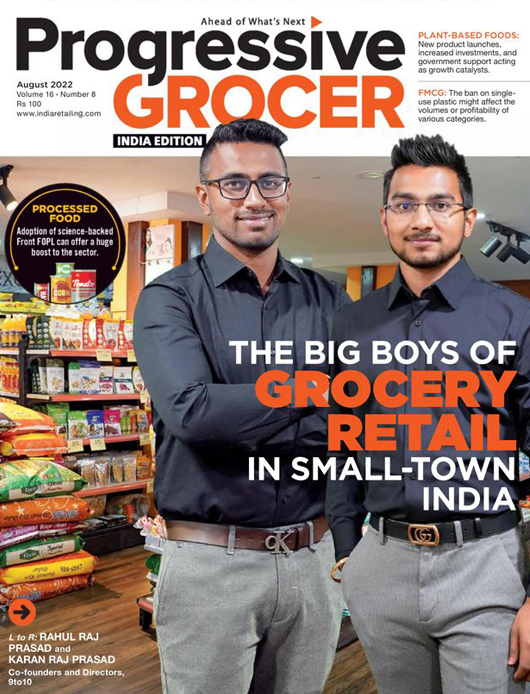 Ahead of What's Next
Progressive
GROCER
INDIA EDITION
August 2022
Volume 16 · Number 8
Rs 100
www.indiaretailing.com
PLANT-BASED FOODS:
New product launches,
increased investments, and
government support acting
as growth catalysts.
FMCG: The ban on single-
use plastic might affect the
volumes or profitability of
various categories.
PROCESSED
FOOD
Adoption of science-backed
Front FOPL can offer a huge
boost to the sector.
CORN
Tomato
THE BIG BOYS OF
GROCERY
RETAIL
IN SMALL-TOWN
INDIA
L to R: RAHUL RAJ
PRASAD and
KARAN RAJ PRASAD
Co-founders and Directors,
9to10